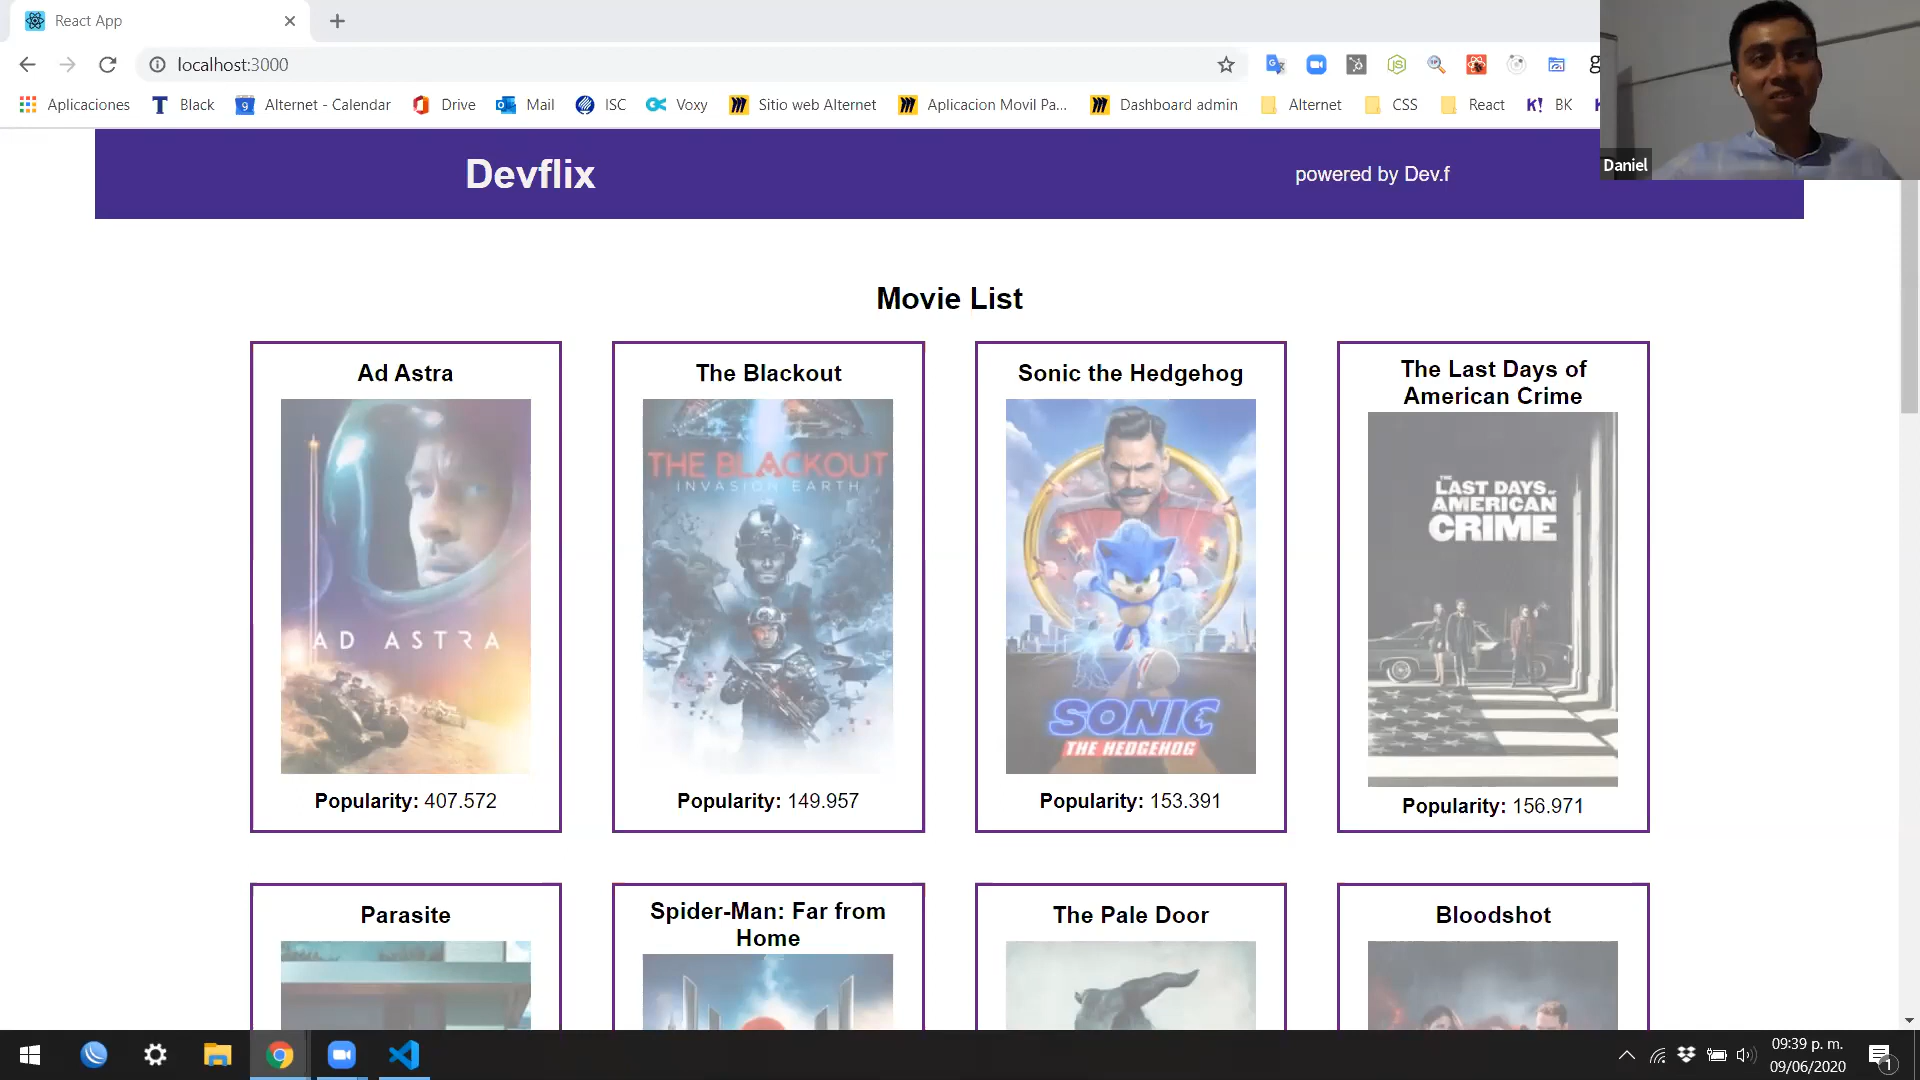 React App
localhost:3000
Aplicaciones
Black
Alternet - Calendar
Drive
Mail
ISC
Voxy
Sitio web Alternet
Aplicacion Movil Pa...
Dashboard admin
Alternet
CSS
React
BK
Daniel
Devflix
powered by Dev.f
Movie List
Ad Astra
The Blackout
Sonic the Hedgehog
The Last Days of
American Crime
AD ASTRA
THE BLACKOUT
INVASION EARTH
SONIC
THE HEDGEHOG
THE
LAST DAYS OF
AMERICAN
CRIME
Popularity: 407.572
Popularity: 149.957
Popularity: 153.391
Popularity: 156.971
Parasite
Spider-Man: Far from
Home
The Pale Door
Bloodshot
09:39 p. m.
09/06/2020
1